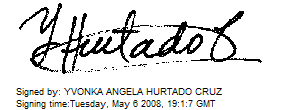 YHurtado C
Signed by: YVONKA ANGELA HURTADO CRUZ
Signing time:Tuesday, May 6 2008, 19:1:7 GMT